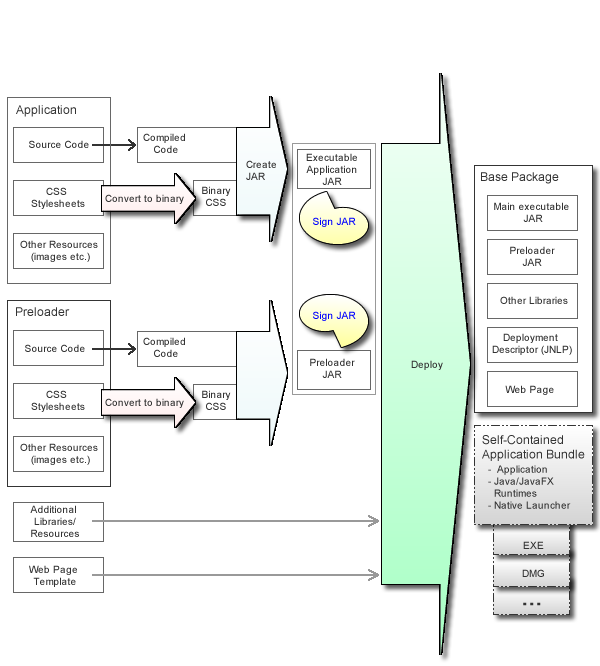 Application
Source Code
CSS
Stylesheets
Other Resources
(images etc.)
Convert to binary
Compiled
Code
Binary
CSS
Create
JAR
Executable
Application
JAR
Sign JAR
Preloader
Source Code
CSS
Stylesheets
Other Resources
(images etc.)
Convert to binary
Compiled
Code
Binary
CSS
Sign JAR
Preloader
JAR
Additional
Libraries/
Resources
Web Page
Template
Deploy
Base Package
Main executable
JAR
Preloader
JAR
Other Libraries
Deployment
Descriptor (JNLP)
Web Page
Self-Contained
Application Bundle
- Application
- Java/JavaFX
Runtimes
- Native Launcher
EXE
DMG
...